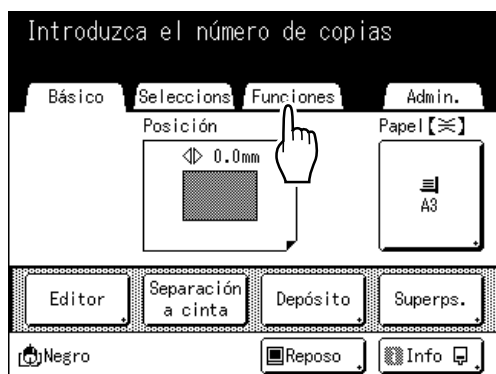 Introduzca el número de copias
Básico Seleccions Funciones Admin.
Posición Papel【≍】
0.0mm
A3
Editor Separación a cinta Depósito Superps.
Negro Reposo Info